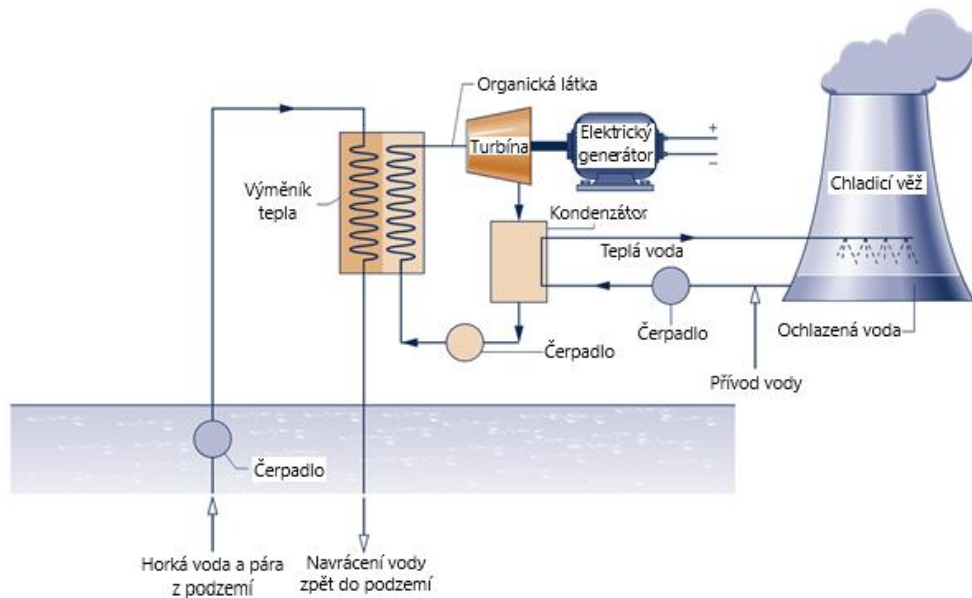 Organická látka
Turbína
Elektrický
generátor
+
−
Chladicí věž
Výměník
tepla
Kondenzátor
Teplá voda
Čerpadlo
Čerpadlo
Ochlazená voda
Přívod vody
Čerpadlo
Horká voda a pára
z podzemí
Navrácení vody
zpět do podzemí